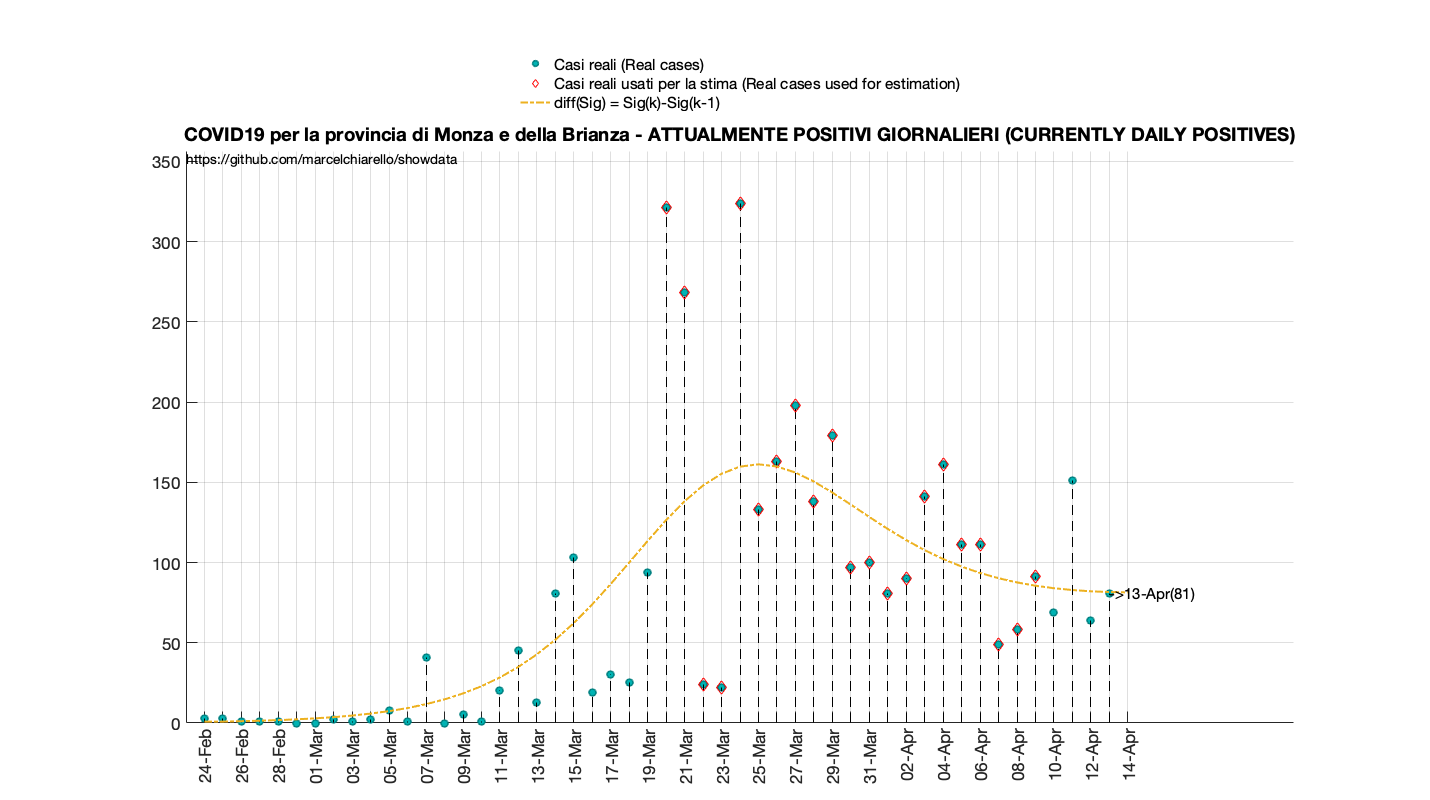 Casi reali (Real cases)
Casi reali usati per la stima (Real cases used for estimation)
diff(Sig) = Sig(k)-Sig(k-1)
COVID19 per la provincia di Monza e della Brianza - ATTUALMENTE POSITIVI GIORNALIERI (CURRENTLY DAILY POSITIVES)
https://github.com/marcelchiarello/showdata
350
300
250
200
150
100
50
0
->13-Apr(81)
24-Feb
26-Feb
28-Feb
01-Mar
03-Mar
05-Mar
07-Mar
09-Mar
11-Mar
13-Mar
15-Mar
17-Mar
19-Mar
21-Mar
23-Mar
25-Mar
27-Mar
29-Mar
31-Mar
02-Apr
04-Apr
06-Apr
08-Apr
10-Apr
12-Apr
14-Apr